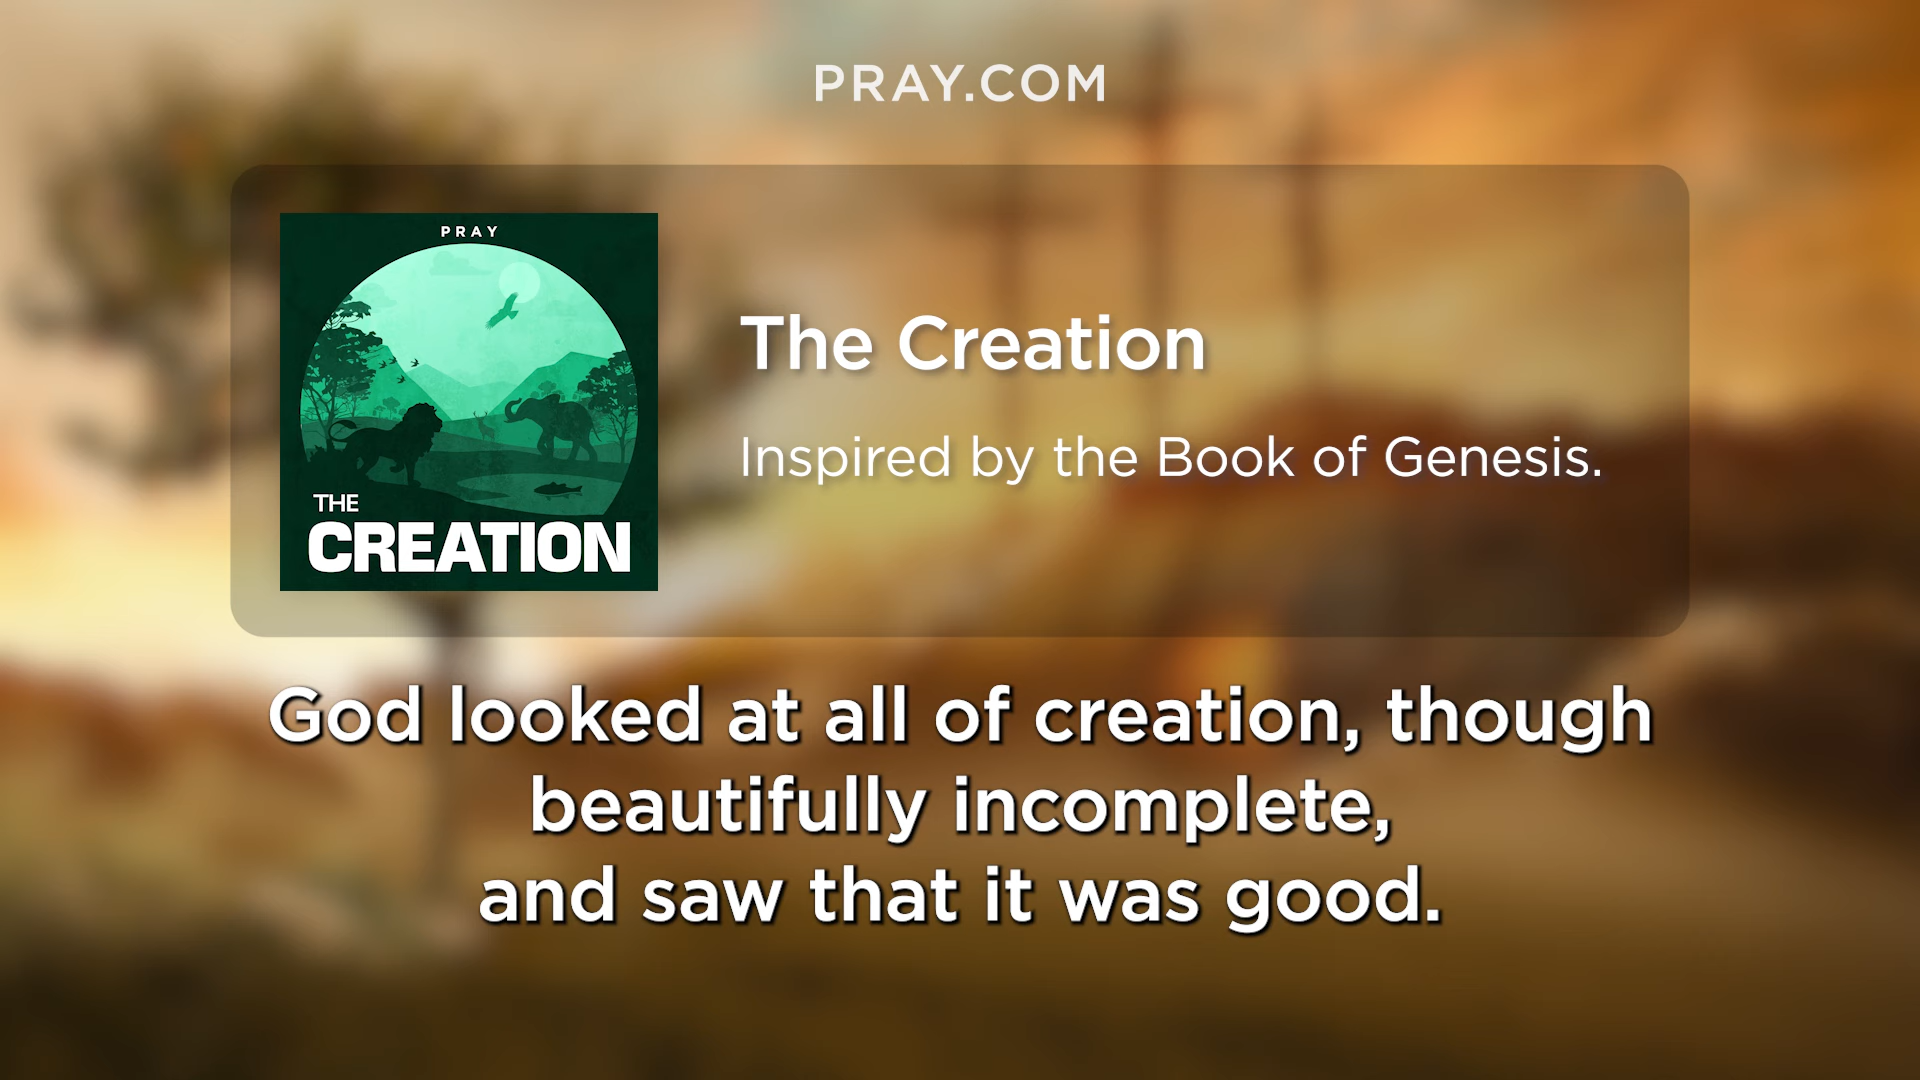 PRAY.COM
PRAY
THE
CREATION
The Creation
Inspired by the Book of Genesis.
God looked at all of creation, though
beautifully incomplete,
and saw that it was good.